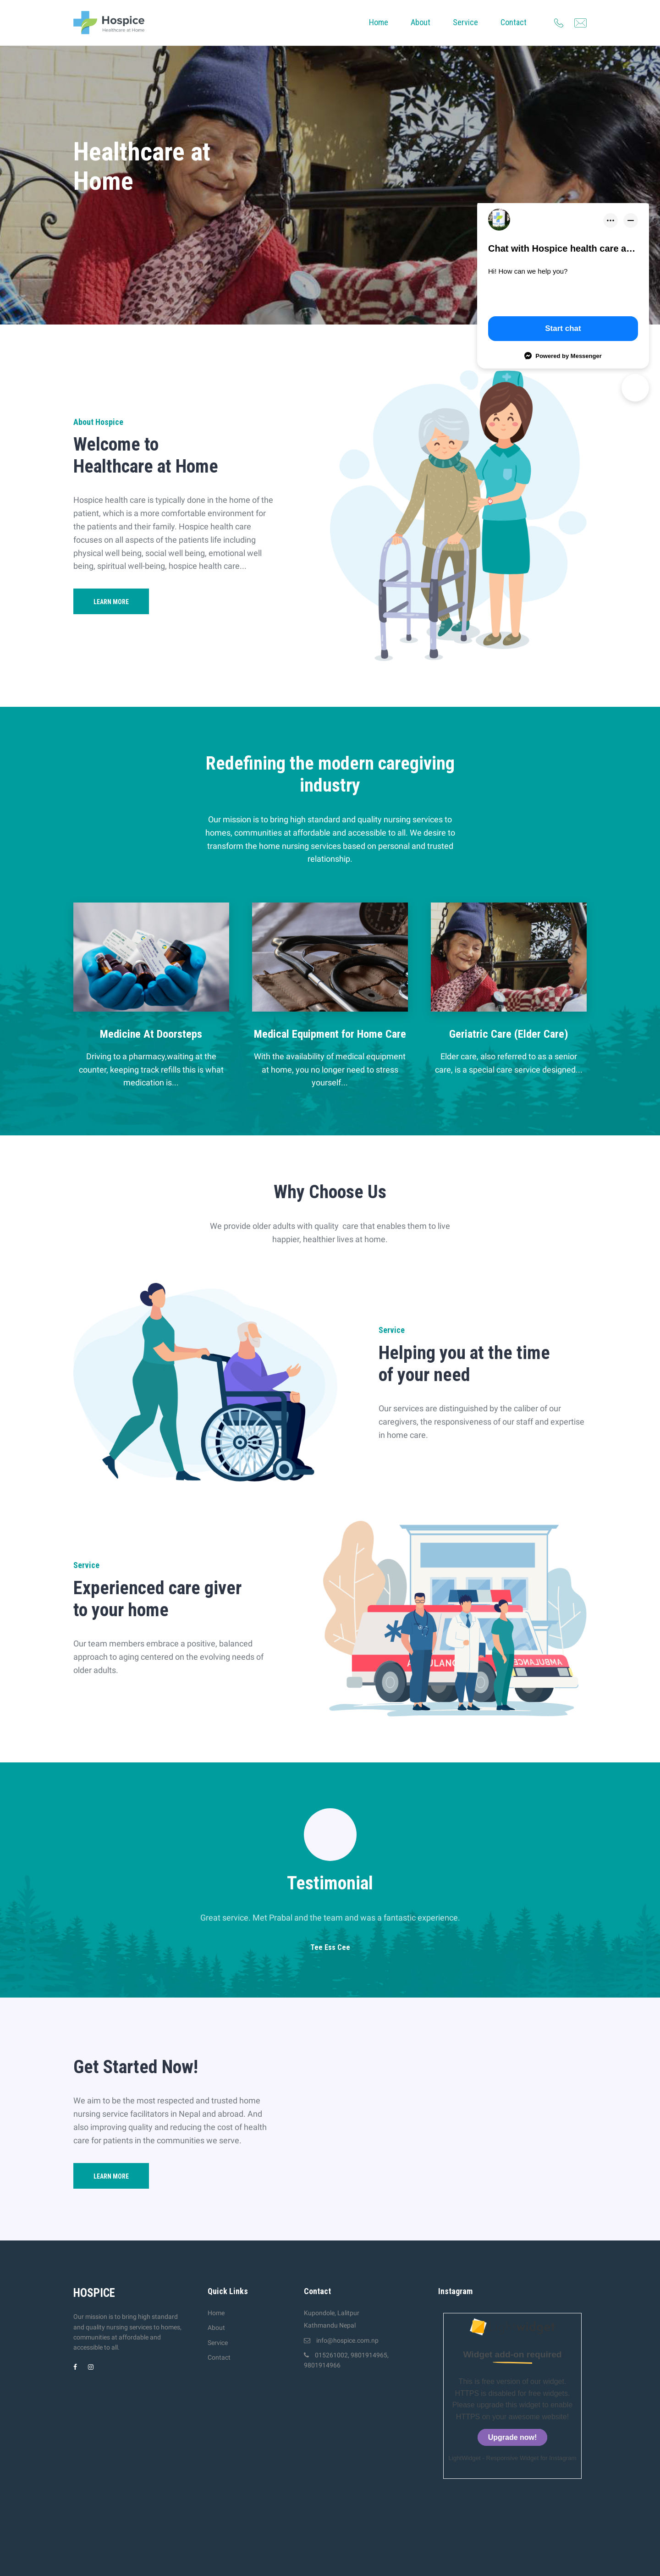 Hospice
Healthcare at Home
Home
About
Service
Contact
Healthcare at
Home
Chat with Hospice health care a...
Hi! How can we help you?
Start chat
Powered by Messenger
About Hospice
Welcome to
Healthcare at Home
Hospice health care is typically done in the home of the
patient, which is a more comfortable environment for
the patients and their family. Hospice health care
focuses on all aspects of the patients life including
physical well being, social well being, emotional well
being, spiritual well-being, hospice health care...
LEARN MORE
Redefining the modern caregiving
industry
Our mission is to bring high standard and quality nursing services to
homes, communities at affordable and accessible to all. We desire to
transform the home nursing services based on personal and trusted
relationship.
Medicine At Doorsteps
Driving to a pharmacy,waiting at the
counter, keeping track refills this is what
medication is...
Medical Equipment for Home Care
With the availability of medical equipment
at home, you no longer need to stress
yourself...
Geriatric Care (Elder Care)
Elder care, also referred to as a senior
care, is a special care service designed...
Why Choose Us
We provide older adults with quality care that enables them to live
happier, healthier lives at home.
Service
Helping you at the time
of your need
Our services are distinguished by the caliber of our
caregivers, the responsiveness of our staff and expertise
in home care.
Service
Experienced care giver
to your home
Our team members embrace a positive, balanced
approach to aging centered on the evolving needs of
older adults.
AMBULANCE
Testimonial
Great service. Met Prabal and the team and was a fantastic experience.
Tee Ess Cee
Get Started Now!
We aim to be the most respected and trusted home
nursing service facilitators in Nepal and abroad. And
also improving quality and reducing the cost of health
care for patients in the communities we serve.
LEARN MORE
HOSPICE
Our mission is to bring high standard
and quality nursing services to homes,
communities at affordable and
accessible to all.
Quick Links
Home
About
Service
Contact
Contact
Kupondole, Lalitpur
Kathmandu Nepal
info@hospice.com.np
015261002, 9801914965,
9801914966
Instagram
Widget add-on required
This is free version of our widget.
HTTPS is disabled for free widgets.
Please upgrade this widget to enable
HTTPS on your awesome website!
Upgrade now!